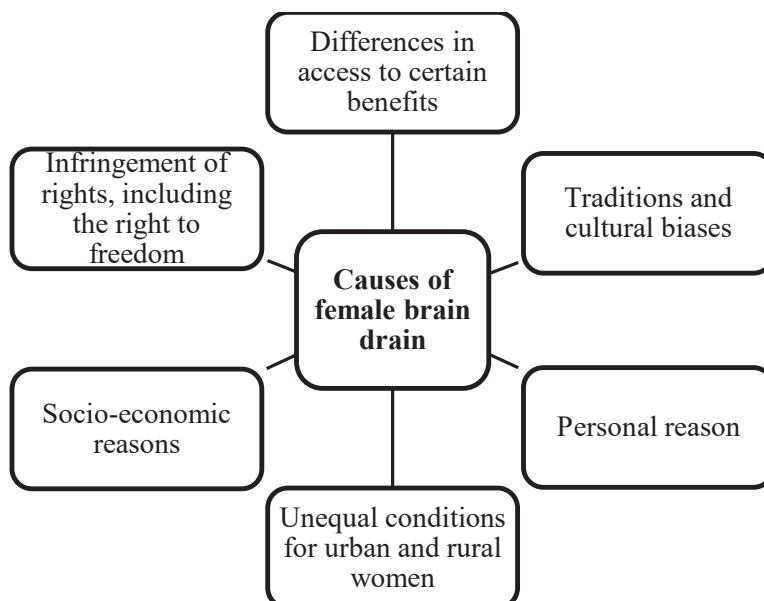 Differences in
access to certain
benefits
Infringement of
rights, including
the right to
freedom
Traditions and
cultural biases
Causes of
female brain
drain
Socio-economic
reasons
Personal reason
Unequal conditions
for urban and rural
women